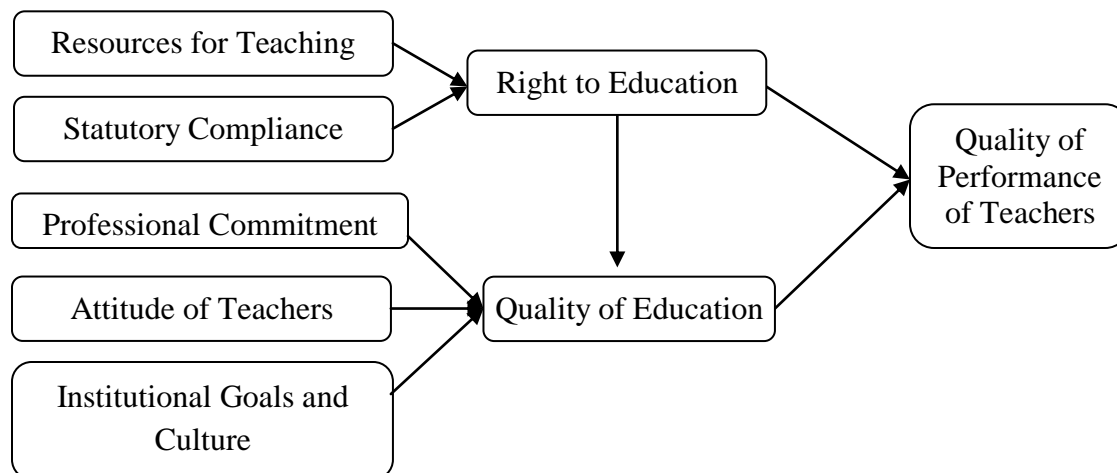 Resources for Teaching
Statutory Compliance
Right to Education
Professional Commitment
Attitude of Teachers
Institutional Goals and
Culture
Quality of Education
Quality of
Performance
of Teachers